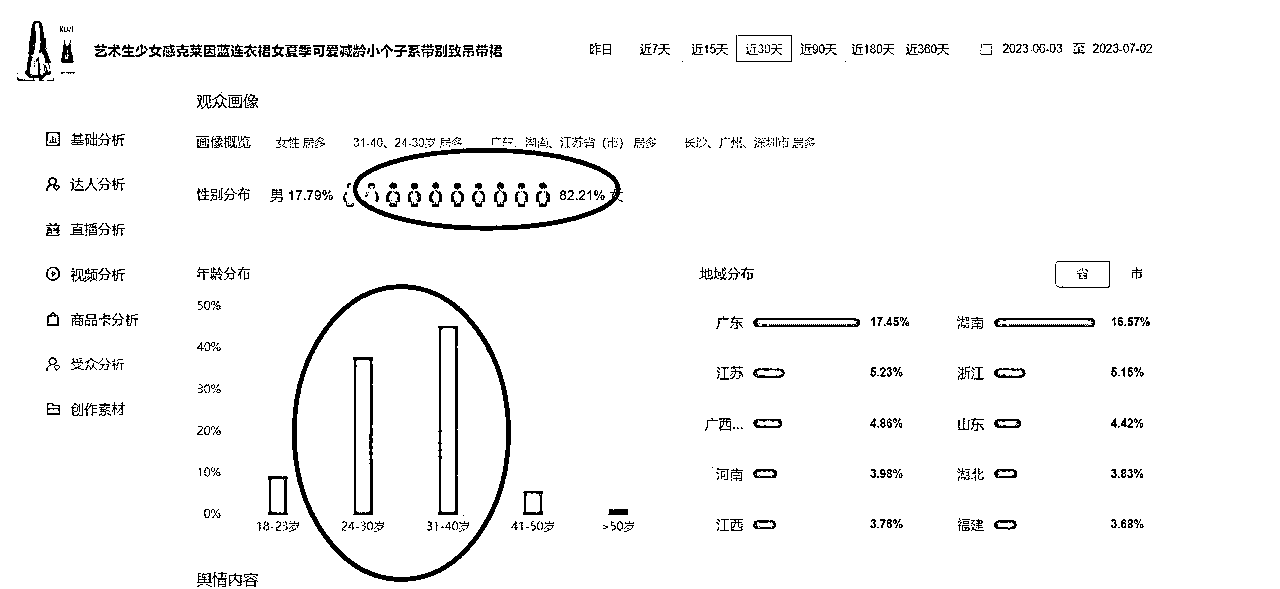 艺术生少女感克莱因蓝连衣裙女夏季可爱减龄小个子系带别致吊带裙
昨日 近7天 近15天 近30天 近90天 近180天 近360天 2023-06-03 至 2023-07-02
观众画像
基础分析
达人分析
直播分析
视频分析
商品卡分析
受众分析
创作素材
画像概览 女性 居多 31-40、24-30岁 居多 广东、湖南、江苏省（市） 居多 长沙、广州、深圳市 居多
性别分布 男 17.79% 82.21% 女
年龄分布
50%
40%
30%
20%
10%
0%
18-23岁 24-30岁 31-40岁 41-50岁 >50岁
地域分布 省 市
广东 17.45% 湖南 16.57%
江苏 5.23% 浙江 5.15%
广西... 4.86% 山东 4.42%
河南 3.98% 湖北 3.83%
江西 3.78% 福建 3.68%
舆情内容